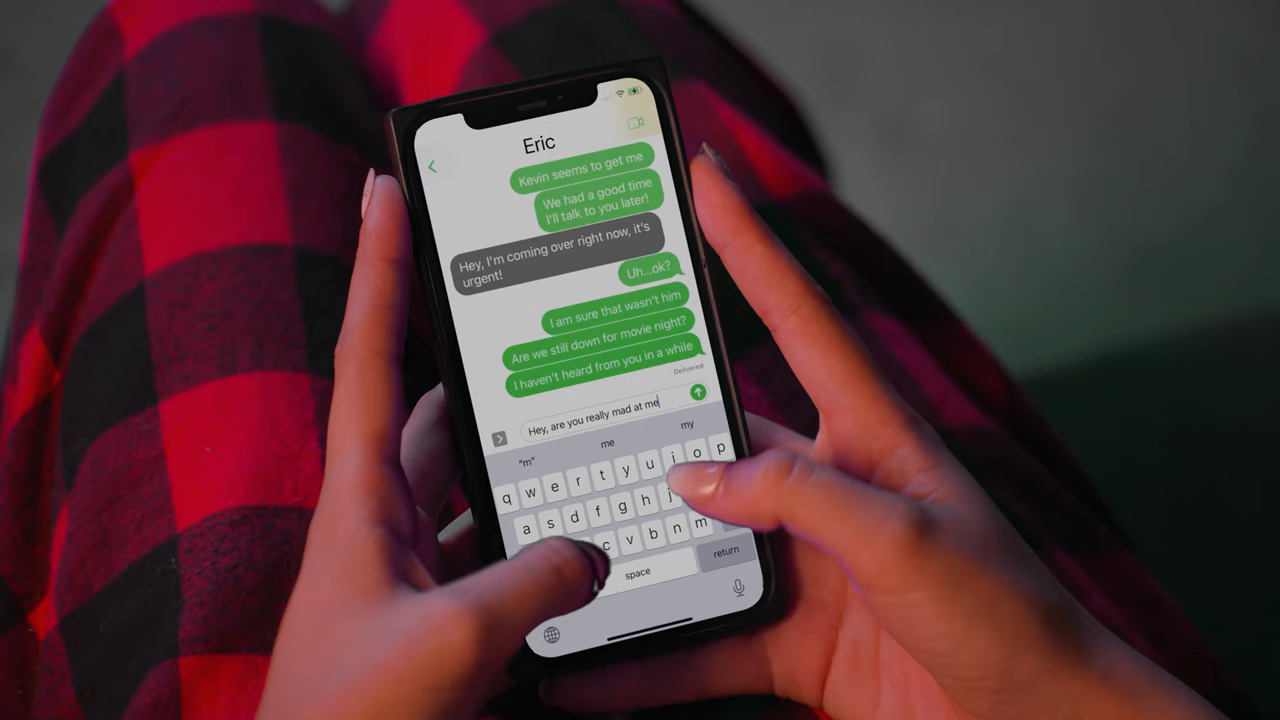 Eric
Kevin seems to get me
We had a good time
I'll talk to you later!
Hey, I'm coming over right now, it's
urgent!
Uh...ok?
I am sure that wasn't him
Are we still down for movie night?
I haven't heard from you in a while
Delivered
Hey, are you really mad at me
"m" me my
q w e r t y u i o p
a s d f g h j
c v b n m
space return